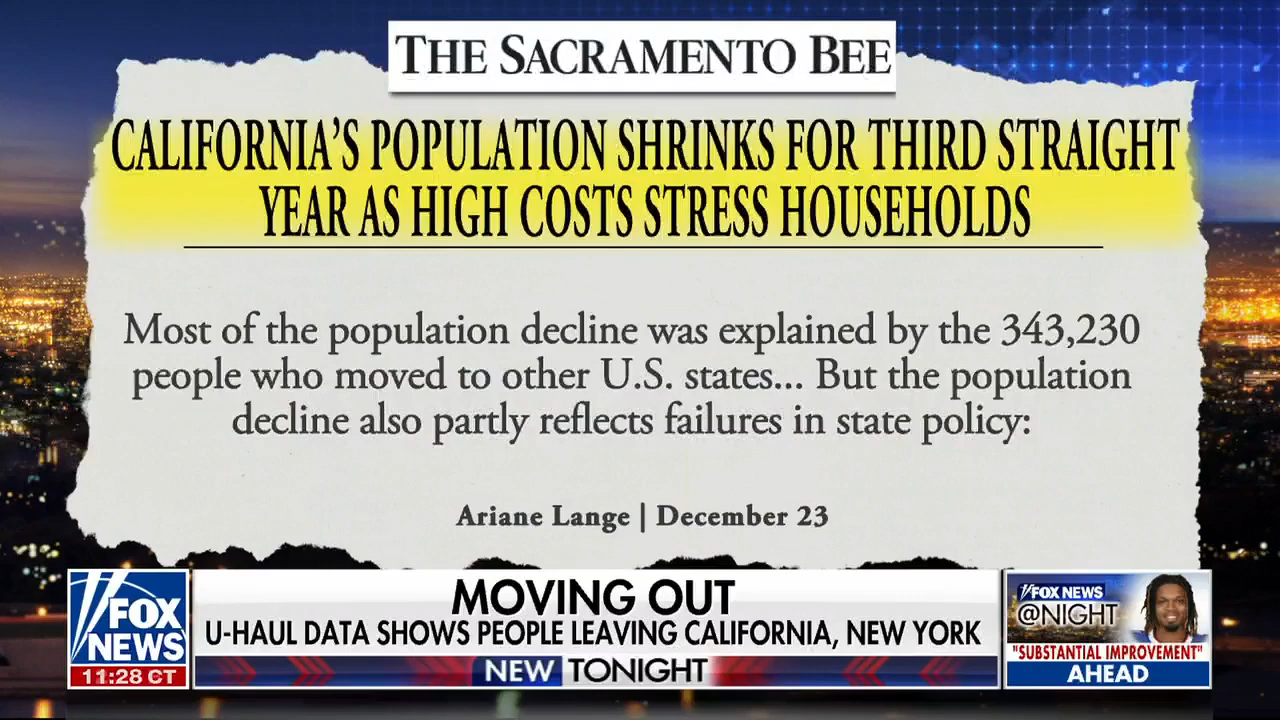 THE SACRAMENTO BEE
CALIFORNIA'S POPULATION SHRINKS FOR THIRD STRAIGHT
YEAR AS HIGH COSTS STRESS HOUSEHOLDS
Most of the population decline was explained by the 343,230
people who moved to other U.S. states... But the population
decline also partly reflects failures in state policy:
Ariane Lange | December 23
FOX
NEWS
11:28 CT
MOVING OUT
U-HAUL DATA SHOWS PEOPLE LEAVING CALIFORNIA, NEW YORK
NEW TONIGHT
FOX NEWS
@NIGHT
"SUBSTANTIAL IMPROVEMENT"
AHEAD